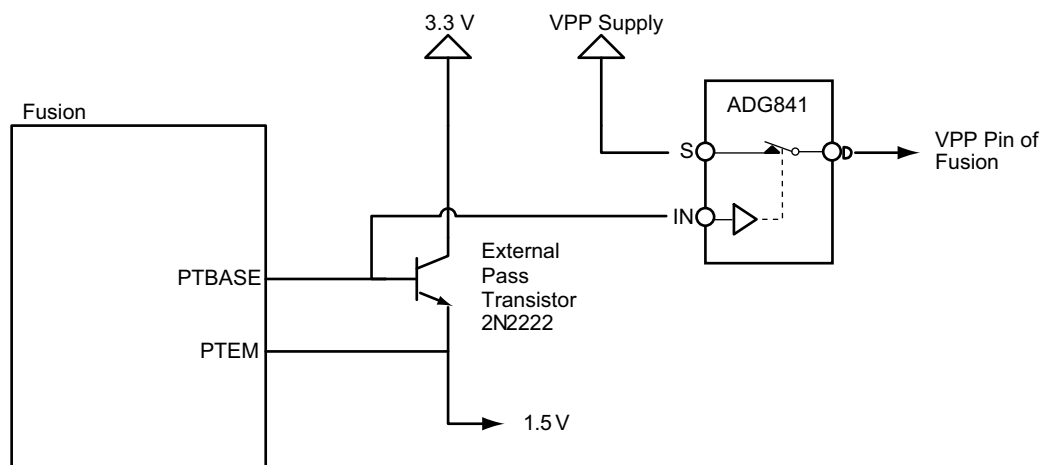 3.3 V
VPP Supply
Fusion
ADG841
S
D
VPP Pin of
Fusion
IN
PTBASE
External
Pass
Transistor
2N2222
PTEM
1.5 V